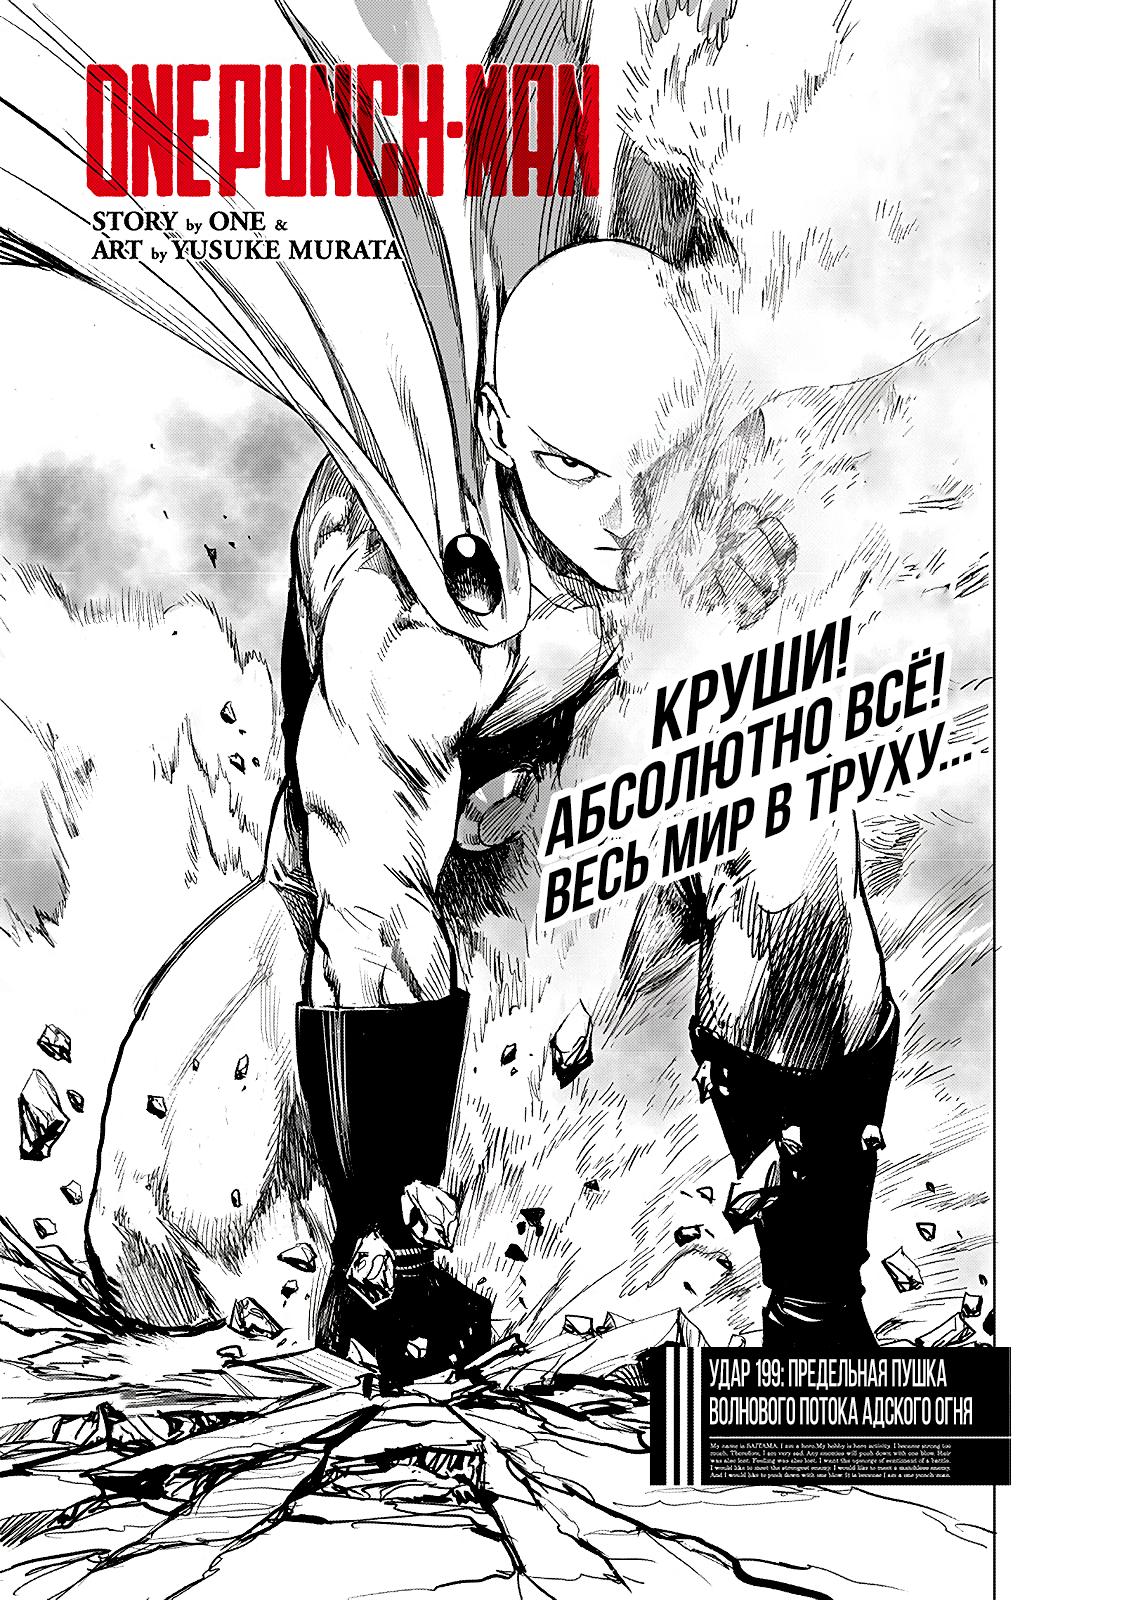 ONEPUNCH-MAN
STORY by ONE &
ART by YUSUKE MURATA
КРУШИ!
АБСОЛЮТНО ВСЁ!
ВЕСЬ МИР В ТРУХУ...
УДАР 199: ПРЕДЕЛЬНАЯ ПУШКА
ВОЛНОВОГО ПОТОКА АДСКОГО ОГНЯ
My name is SAITAMA. I am a hero.My hobby is hero activity. I became strong too
much. Therefore, I am very sad. Any enemies will push down with one blow. Hair
was also lost. Feeling was also lost. I want the upsurge of sentiment of a battle.
I would like to meet the strongest enemy. I would like to meet a matchless enemy.
And I would like to push down with one blow. It is because I am a one punch man.